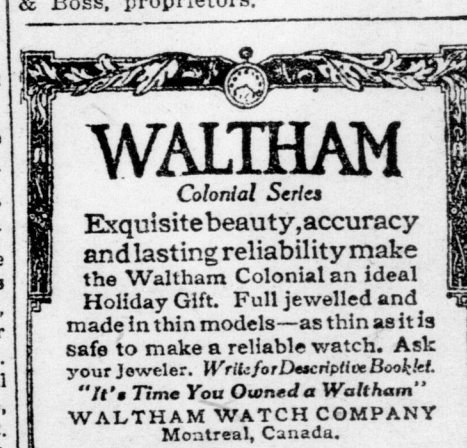 & Boss, proprietors.
WALTHAM
Colonial Series
Exquisite beauty, accuracy
and lasting reliability make
the Waltham Colonial an ideal
Holiday Gift. Full jewelled and
made in thin models—as thin as it is
safe to make a reliable watch. Ask
your Jeweler. Write for Descriptive Booklet.
"It's Time You Owned a Waltham"
WALTHAM WATCH COMPANY
Montreal, Canada.